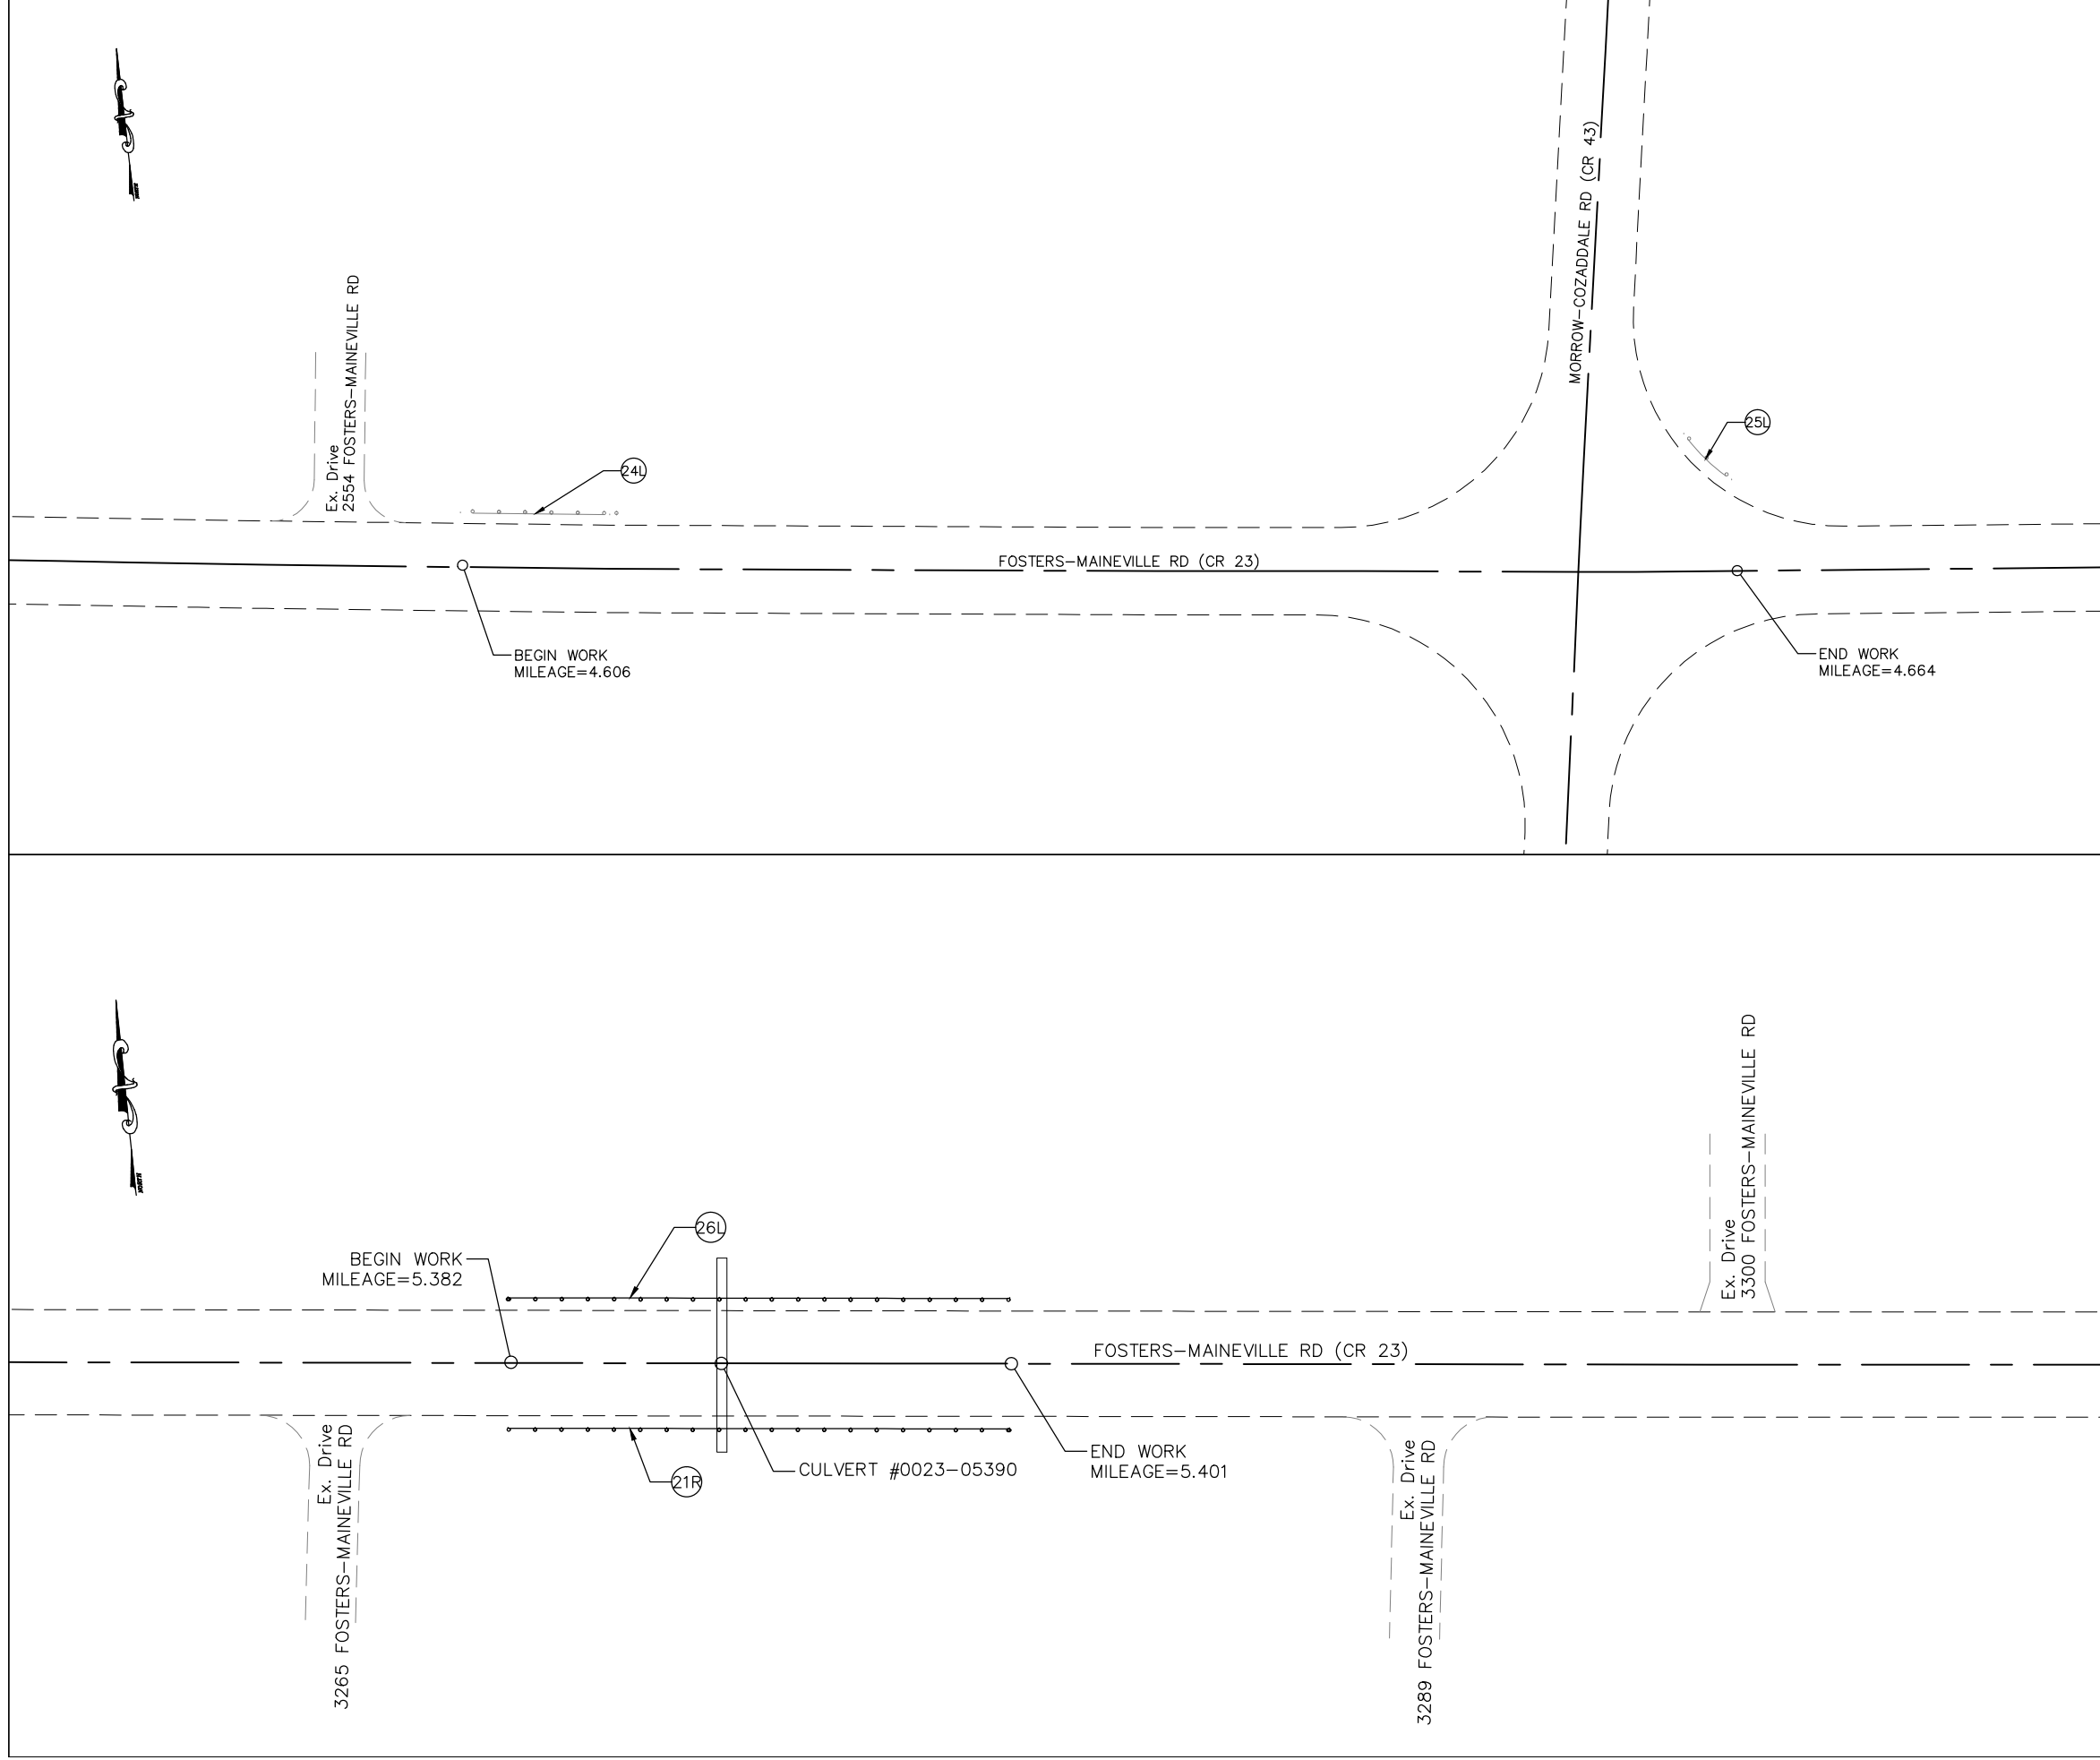 MORROW-COZADDALE RD (CR 43)
Ex. Drive
2554 FOSTERS-MAINEVILLE RD
25L
24L
FOSTERS-MAINEVILLE RD (CR 23)
BEGIN WORK
MILEAGE=4.606
END WORK
MILEAGE=4.664
NORTH
Ex. Drive
3300 FOSTERS-MAINEVILLE RD
26L
BEGIN WORK
MILEAGE=5.382
FOSTERS-MAINEVILLE RD (CR 23)
END WORK
MILEAGE=5.401
CULVERT #0023-05390
21R
Ex. Drive
3265 FOSTERS-MAINEVILLE RD
Ex. Drive
3289 FOSTERS-MAINEVILLE RD